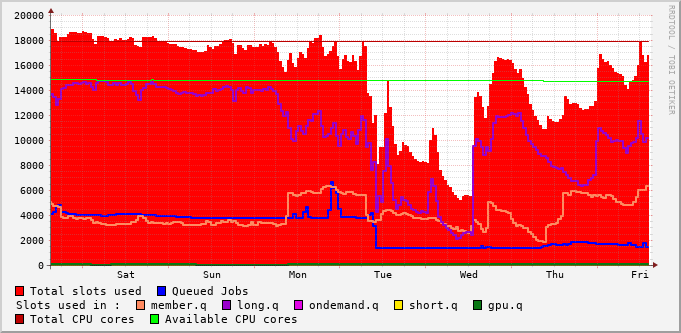 20000
18000
16000
14000
12000
10000
8000
6000
4000
2000
0
Sat Sun Mon Tue Wed Thu Fri
RRDTOOL / TOBI OETIKER
Total slots used Queued Jobs
Slots used in : member.q long.q ondemand.q short.q gpu.q
Total CPU cores Available CPU cores